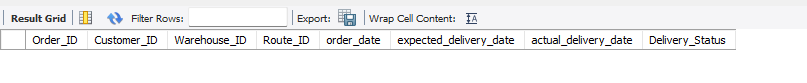 Result Grid Filter Rows: Export: Wrap Cell Content:
Order_ID Customer_ID Warehouse_ID Route_ID order_date expected_delivery_date actual_delivery_date Delivery_Status